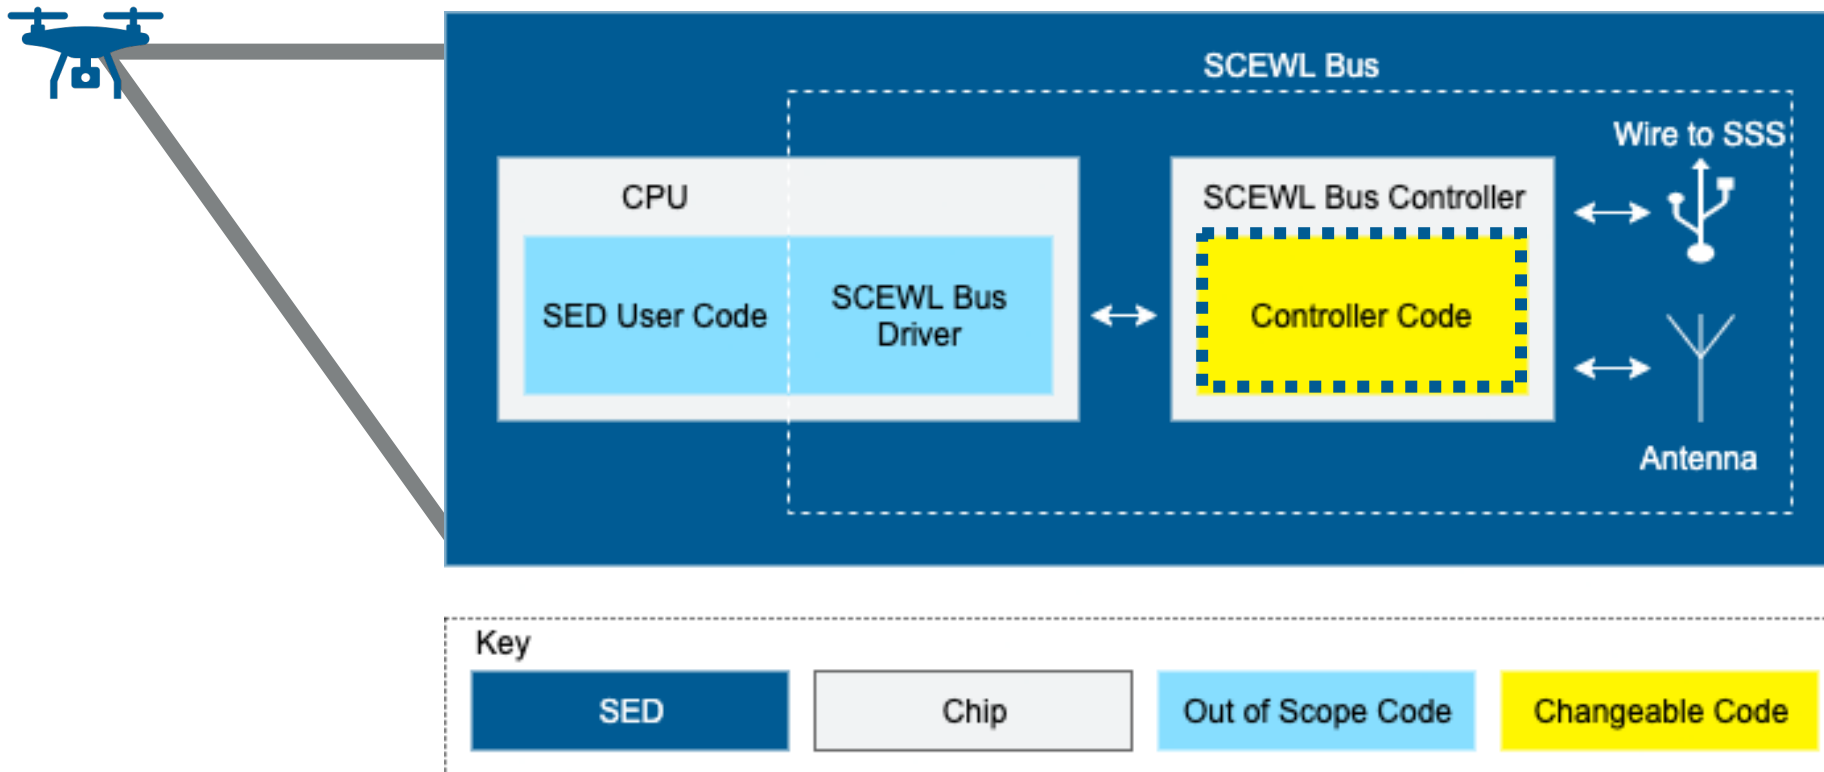 SCEWL Bus
Wire to SSS
CPU
SCEWL Bus Controller
SED User Code
SCEWL Bus
Driver
Controller Code
Antenna
Key
SED
Chip
Out of Scope Code
Changeable Code